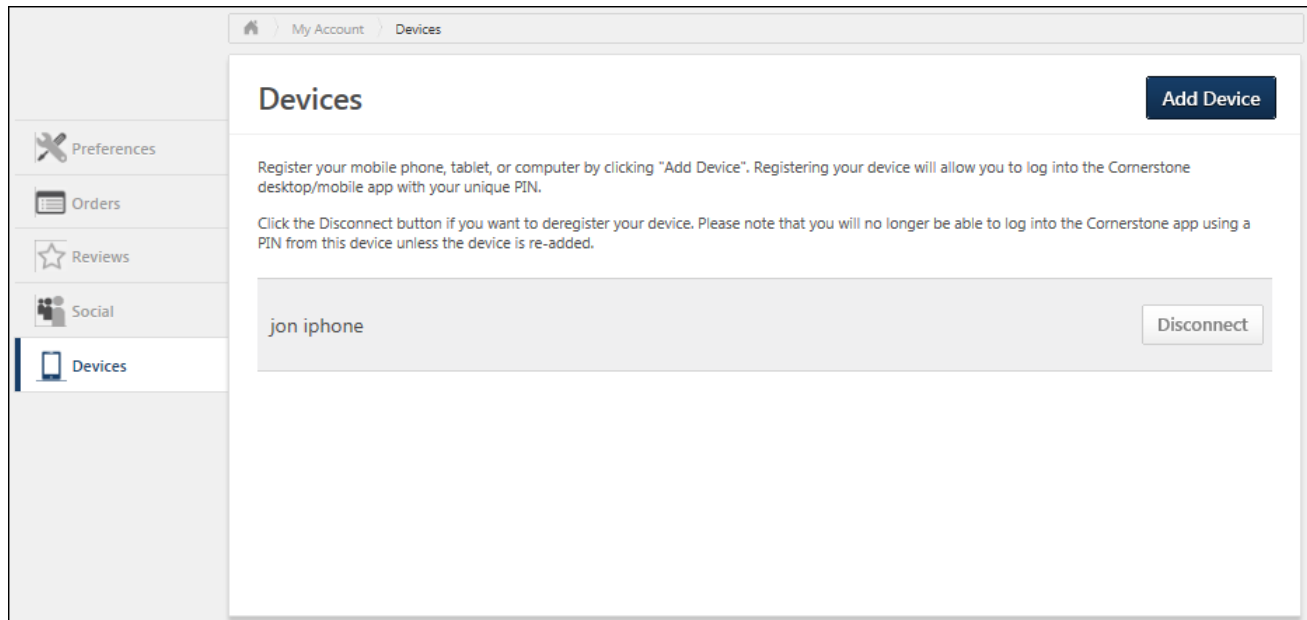 My Account Devices
Devices
Add Device
Preferences
Orders
Reviews
Social
Devices
Register your mobile phone, tablet, or computer by clicking "Add Device". Registering your device will allow you to log into the Cornerstone
desktop/mobile app with your unique PIN.
Click the Disconnect button if you want to deregister your device. Please note that you will no longer be able to log into the Cornerstone app using a
PIN from this device unless the device is re-added.
jon iphone
Disconnect